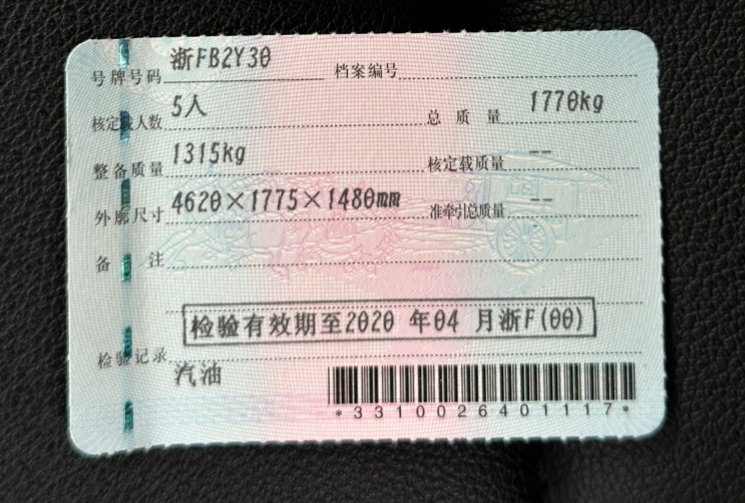 号牌号码 浙FB2Y30 档案编号
核定载人数 5人 总质量 1770kg
整备质量 1315kg 核定载质量 --
外廓尺寸 4620×1775×1480mm 准牵引总质量 --
备注
检验有效期至2020 年04 月浙F(00)
检验记录
汽油
*3310026401117*